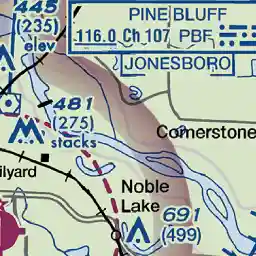 445
(235)
elev
PINE BLUFF
116.0 Ch 107 PBF
JONESBORO
481
(275)
stacks
Cornerstone
Noble
Lake
691
(499)